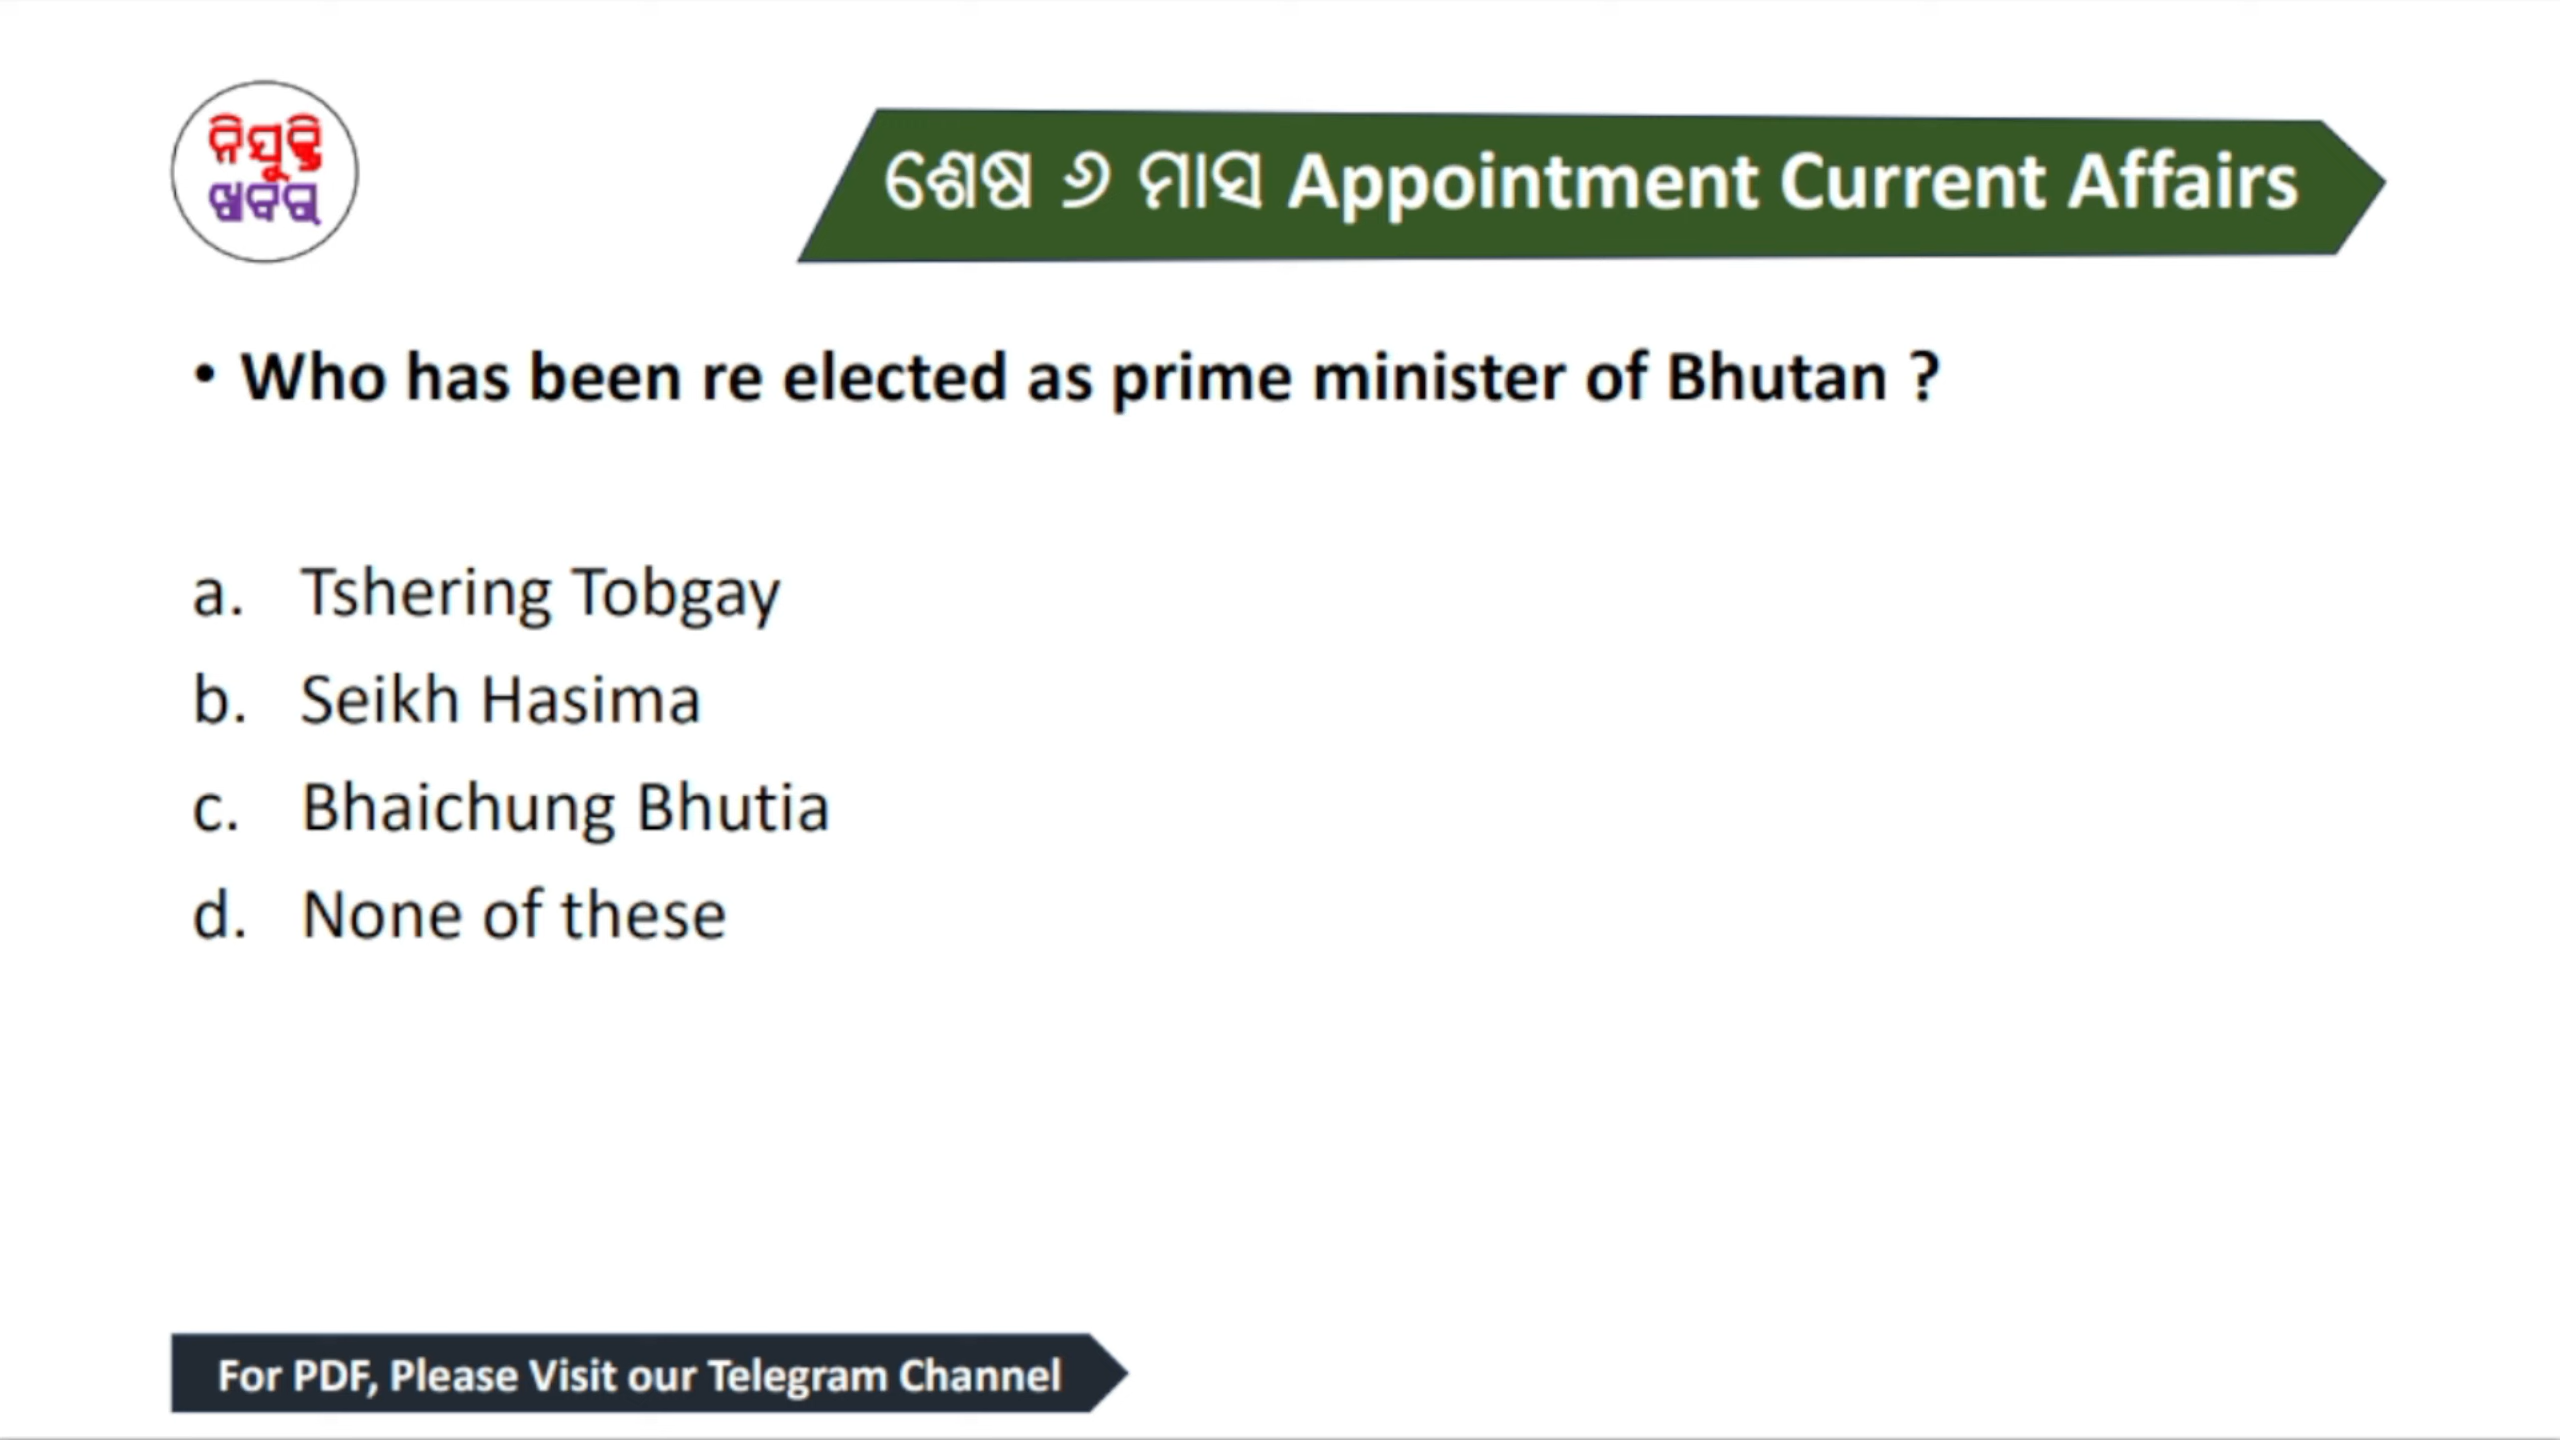 ନିଯୁକ୍ତି
ଖବର
ଶେଷ ୬ ମାସ Appointment Current Affairs
• Who has been re elected as prime minister of Bhutan ?
a. Tshering Tobgay
b. Seikh Hasima
c. Bhaichung Bhutia
d. None of these
For PDF, Please Visit our Telegram Channel